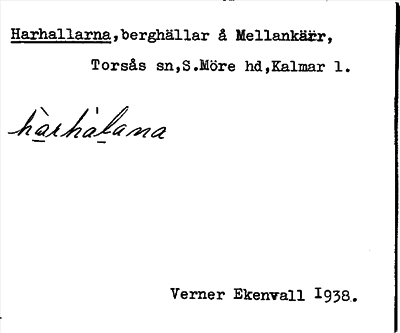 Harhallarna,berghällar å Mellankärr,
Torsås sn,S.Möre hd,Kalmar l.
hàrhàlana
Verner Ekenvall 1938.